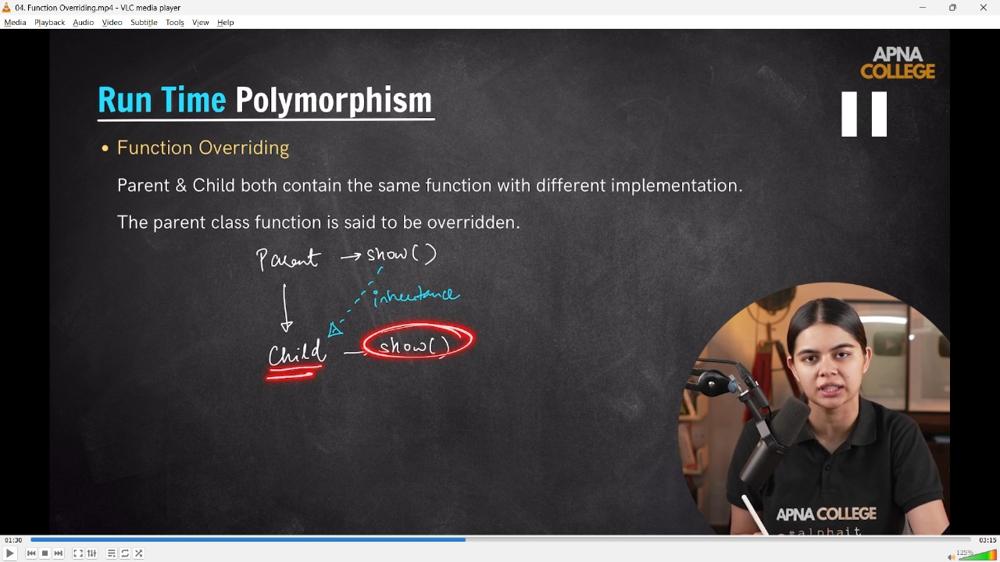 04. Function Overriding.mp4 - VLC media player
Media Playback Audio Video Subtitle Tools View Help
APNA
COLLEGE
Run Time Polymorphism
• Function Overriding
Parent & Child both contain the same function with different implementation.
The parent class function is said to be overridden.
Parent → show()
inheritance
Child — show()
APNA COLLEGE
#alphait
01:30 03:15
125%